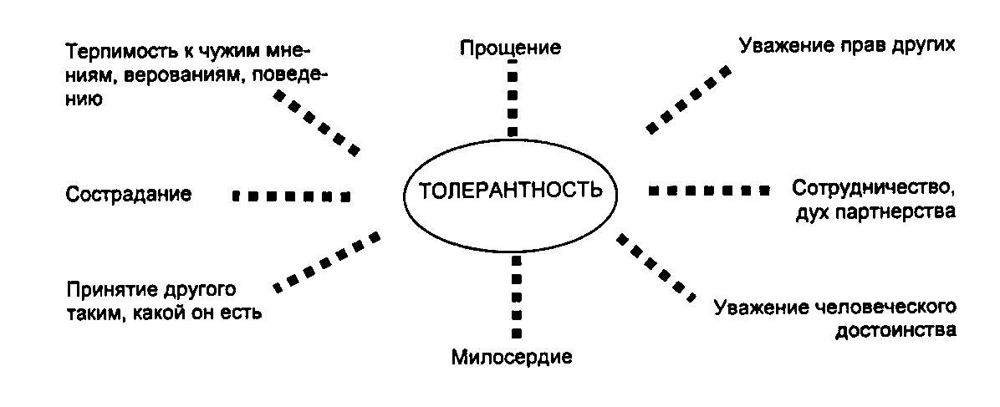 Терпимость к чужим мне-
ниям, верованиям, поведе-
нию
Прощение
Уважение прав других
Сострадание
ТОЛЕРАНТНОСТЬ
Сотрудничество,
дух партнерства
Принятие другого
таким, какой он есть
Милосердие
Уважение человеческого
достоинства